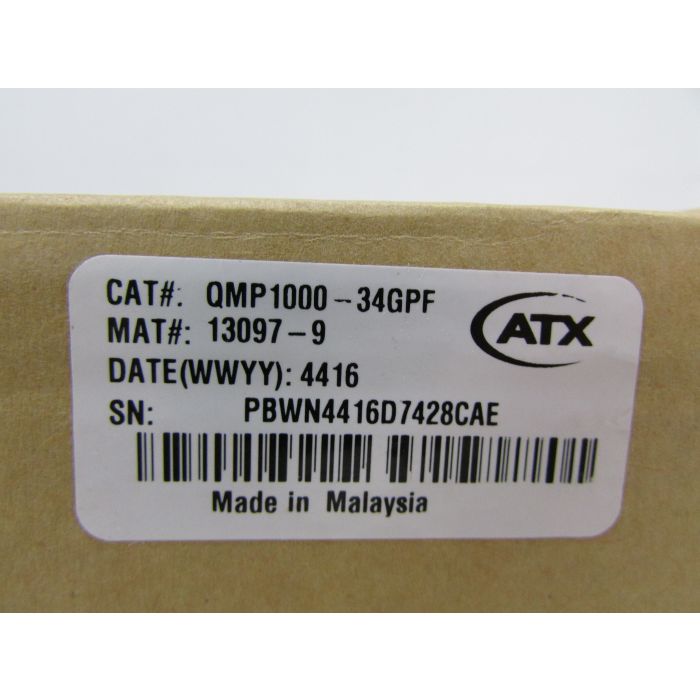 CAT#: QMP1000-34GPF
MAT#: 13097-9
ATX
DATE(WWYY): 4416
SN: PBWN4416D7428CAE
Made in Malaysia